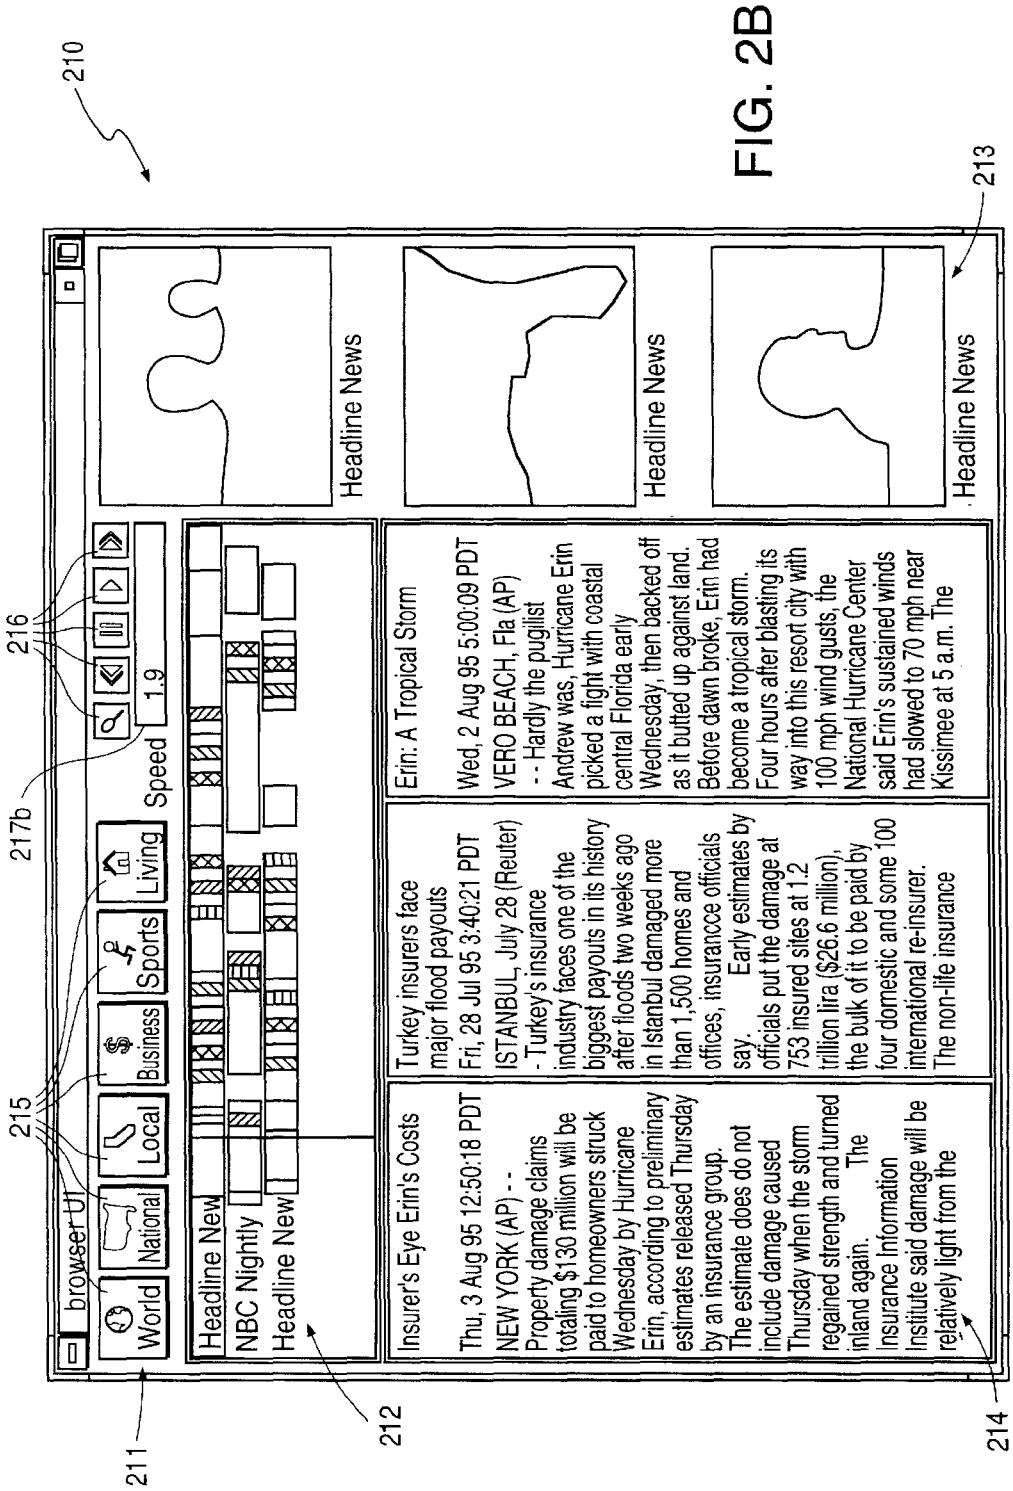 210
browser UI
World
National
Local
Business
Sports
Living
Speed
1.9
211
215
217b
216
Headline New
NBC Nightly
Headline New
212
Insurer's Eye Erin's Costs
Thu, 3 Aug 95 12:50:18 PDT
NEW YORK (AP) - -
Property damage claims
totaling $130 million will be
paid to homeowners struck
Wednesday by Hurricane
Erin, according to preliminary
estimates released Thursday
by an insurance group.
The estimate does do not
include damage caused
Thursday when the storm
regained strength and turned
inland again. The
Insurance Information
Institute said damage will be
relatively light from the
Turkey insurers face
major flood payouts
Fri, 28 Jul 95 3:40:21 PDT
ISTANBUL, July 28 (Reuter)
- Turkey's insurance
industry faces one of the
biggest payouts in its history
after floods two weeks ago
in Istanbul damaged more
than 1,500 homes and
offices, insurance officials
say. Early estimates by
officials put the damage at
753 insured sites at 1.2
trillion lira ($26.6 million),
the bulk of it to be paid by
four domestic and some 100
international re-insurer.
The non-life insurance
Erin: A Tropical Storm
Wed, 2 Aug 95 5:00:09 PDT
VERO BEACH, Fla (AP)
- - Hardly the pugilist
Andrew was, Hurricane Erin
picked a fight with coastal
central Florida early
Wednesday, then backed off
as it butted up against land.
Before dawn broke, Erin had
become a tropical storm.
Four hours after blasting its
way into this resort city with
100 mph wind gusts, the
National Hurricane Center
said Erin's sustained winds
had slowed to 70 mph near
Kissimee at 5 a.m. The
Headline News
Headline News
Headline News
214
213
FIG. 2B